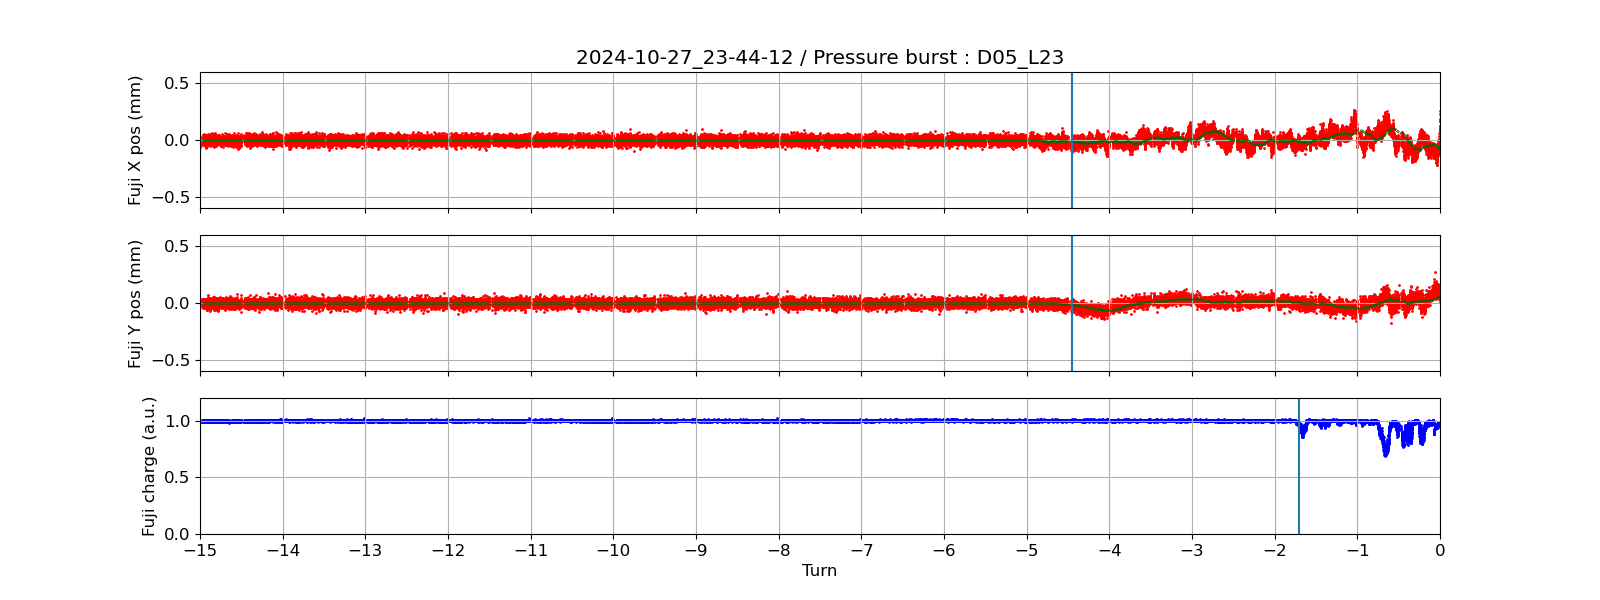 2024-10-27_23-44-12 / Pressure burst : D05_L23
Fuji X pos (mm)
0.5
0.0
−0.5
Fuji Y pos (mm)
0.5
0.0
−0.5
Fuji charge (a.u.)
1.0
0.5
0.0
−15 −14 −13 −12 −11 −10 −9 −8 −7 −6 −5 −4 −3 −2 −1 0
Turn